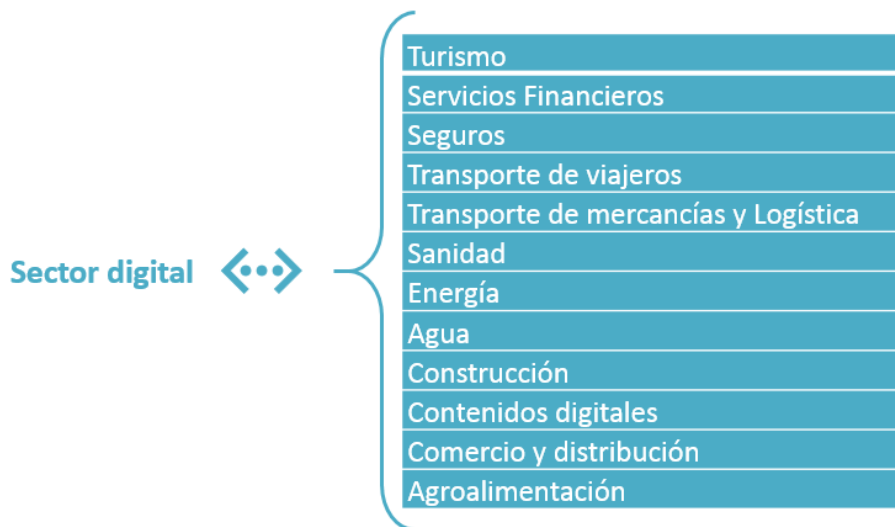 Sector digital
Turismo
Servicios Financieros
Seguros
Transporte de viajeros
Transporte de mercancías y Logística
Sanidad
Energía
Agua
Construcción
Contenidos digitales
Comercio y distribución
Agroalimentación